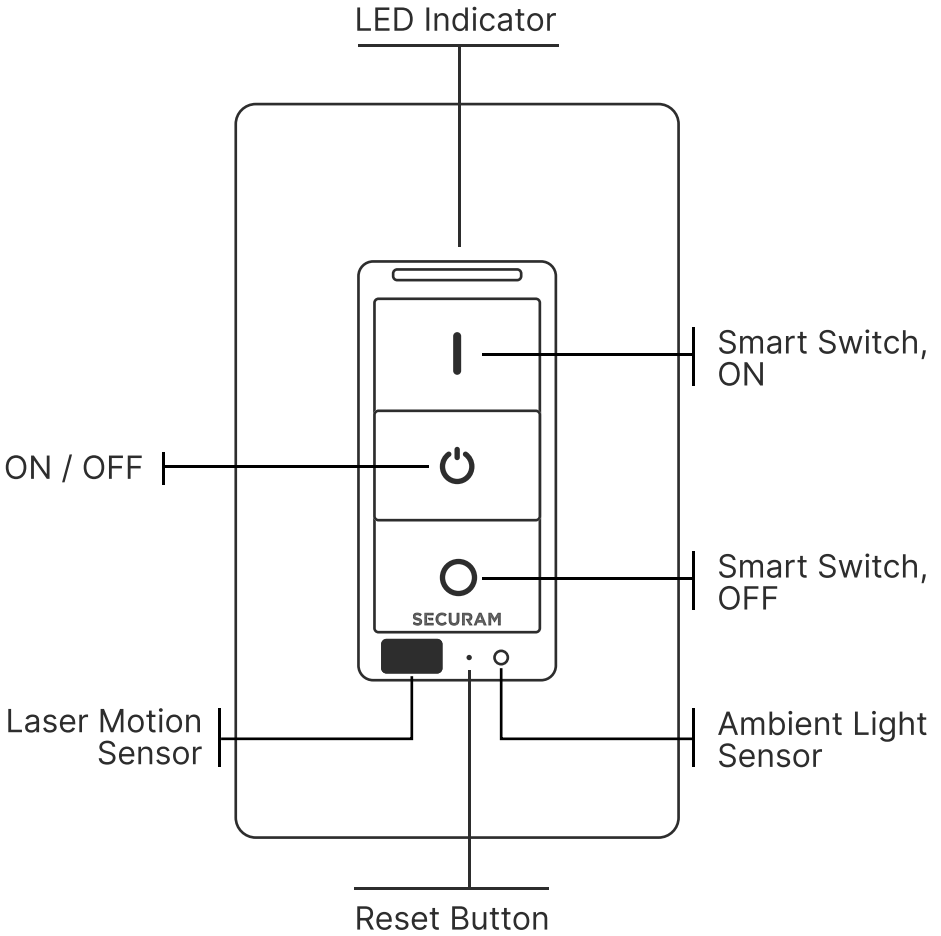 LED Indicator
Smart Switch,
ON
ON / OFF
Smart Switch,
OFF
SECURAM
Laser Motion
Sensor
Ambient Light
Sensor
Reset Button